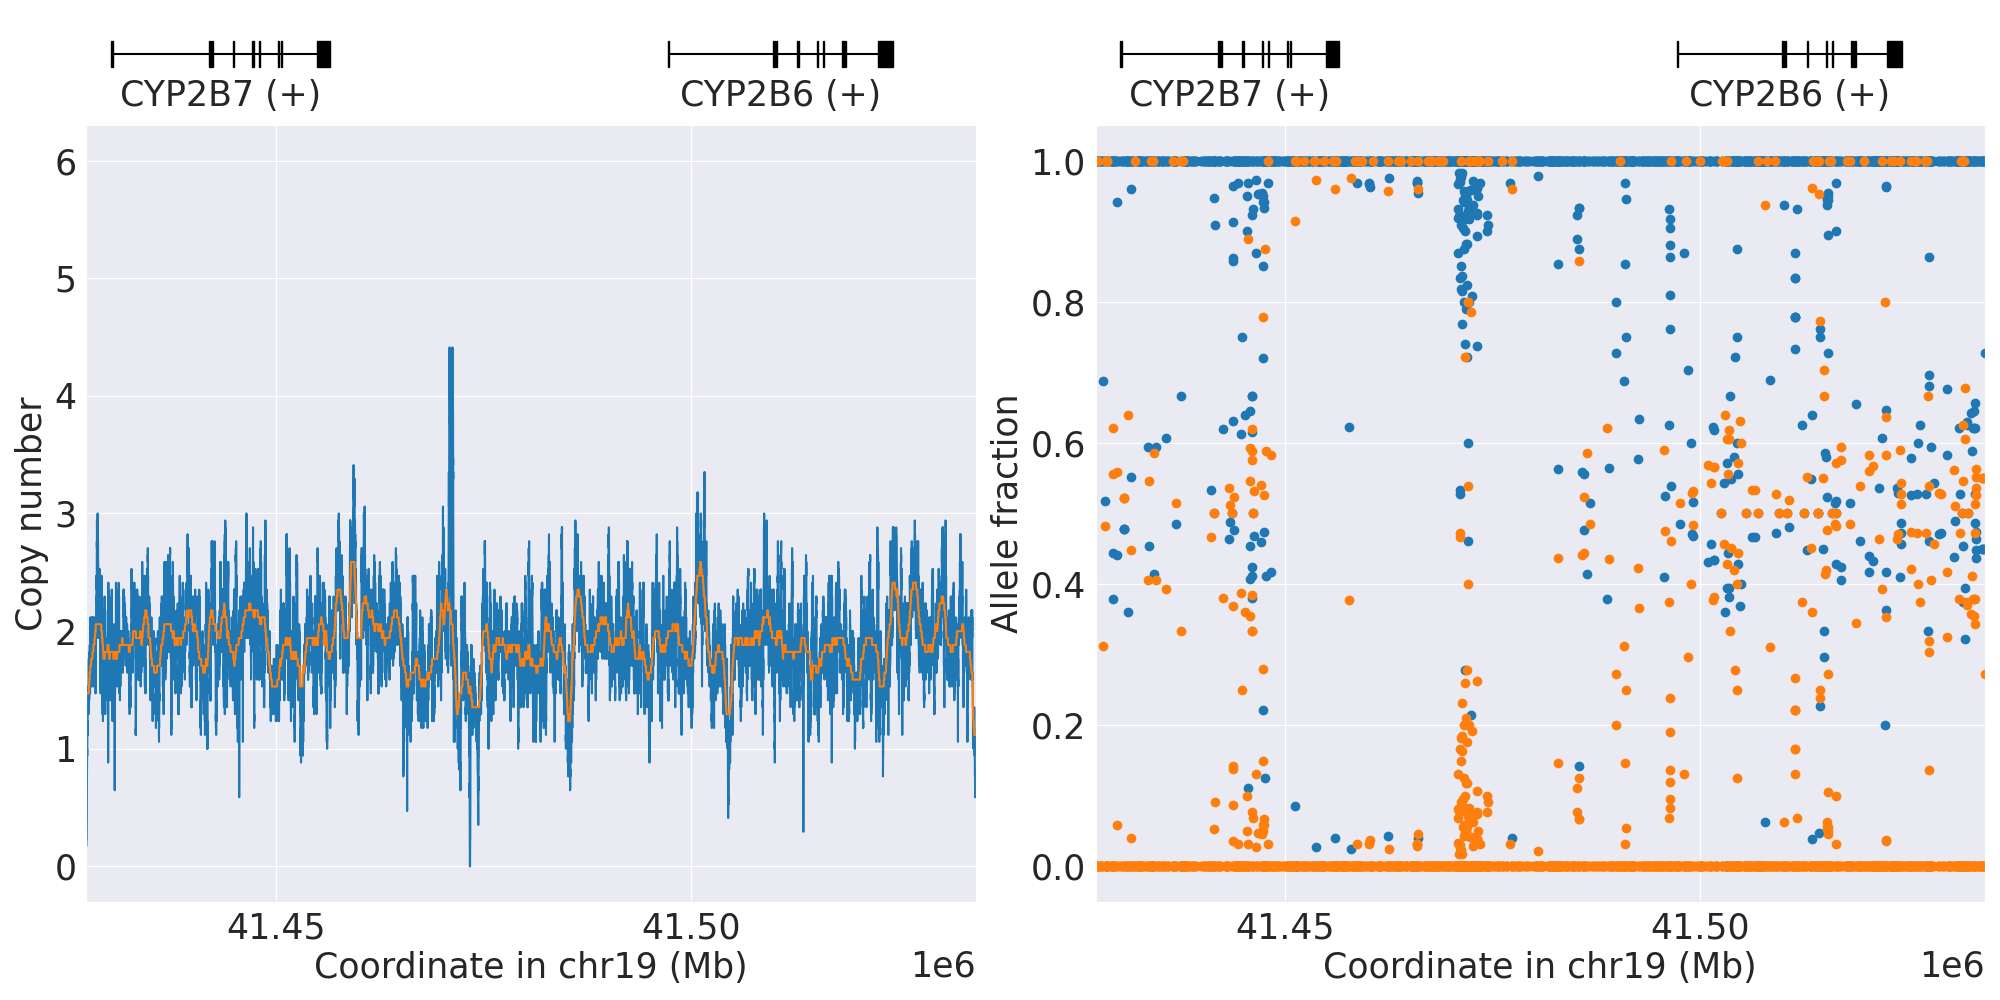 CYP2B7 (+)
CYP2B6 (+)
CYP2B7 (+)
CYP2B6 (+)
Copy number
6
5
4
3
2
1
0
41.45
41.50
Coordinate in chr19 (Mb)
1e6
Allele fraction
1.0
0.8
0.6
0.4
0.2
0.0
41.45
41.50
Coordinate in chr19 (Mb)
1e6